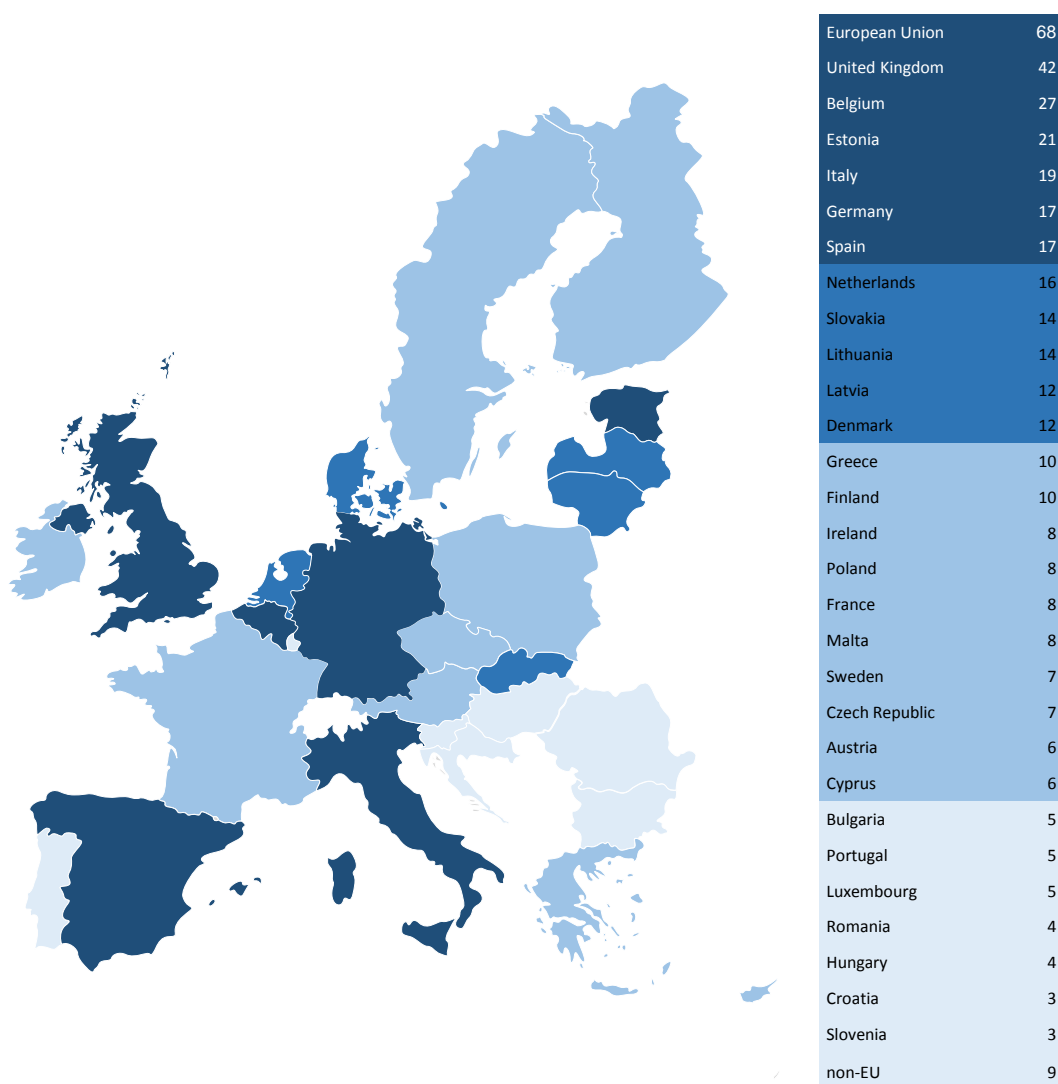 European Union 68
United Kingdom 42
Belgium 27
Estonia 21
Italy 19
Germany 17
Spain 17
Netherlands 16
Slovakia 14
Lithuania 14
Latvia 12
Denmark 12
Greece 10
Finland 10
Ireland 8
Poland 8
France 8
Malta 8
Sweden 7
Czech Republic 7
Austria 6
Cyprus 6
Bulgaria 5
Portugal 5
Luxembourg 5
Romania 4
Hungary 4
Croatia 3
Slovenia 3
non-EU 9